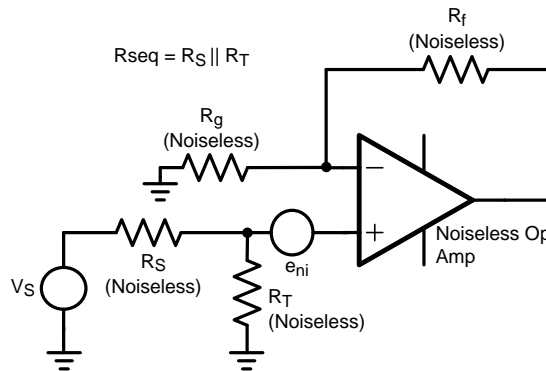 Rf
(Noiseless)
Rseq = RS || RT
Rg
(Noiseless)
−
+
RS
(Noiseless)
eni
Noiseless Op
Amp
VS
RT
(Noiseless)